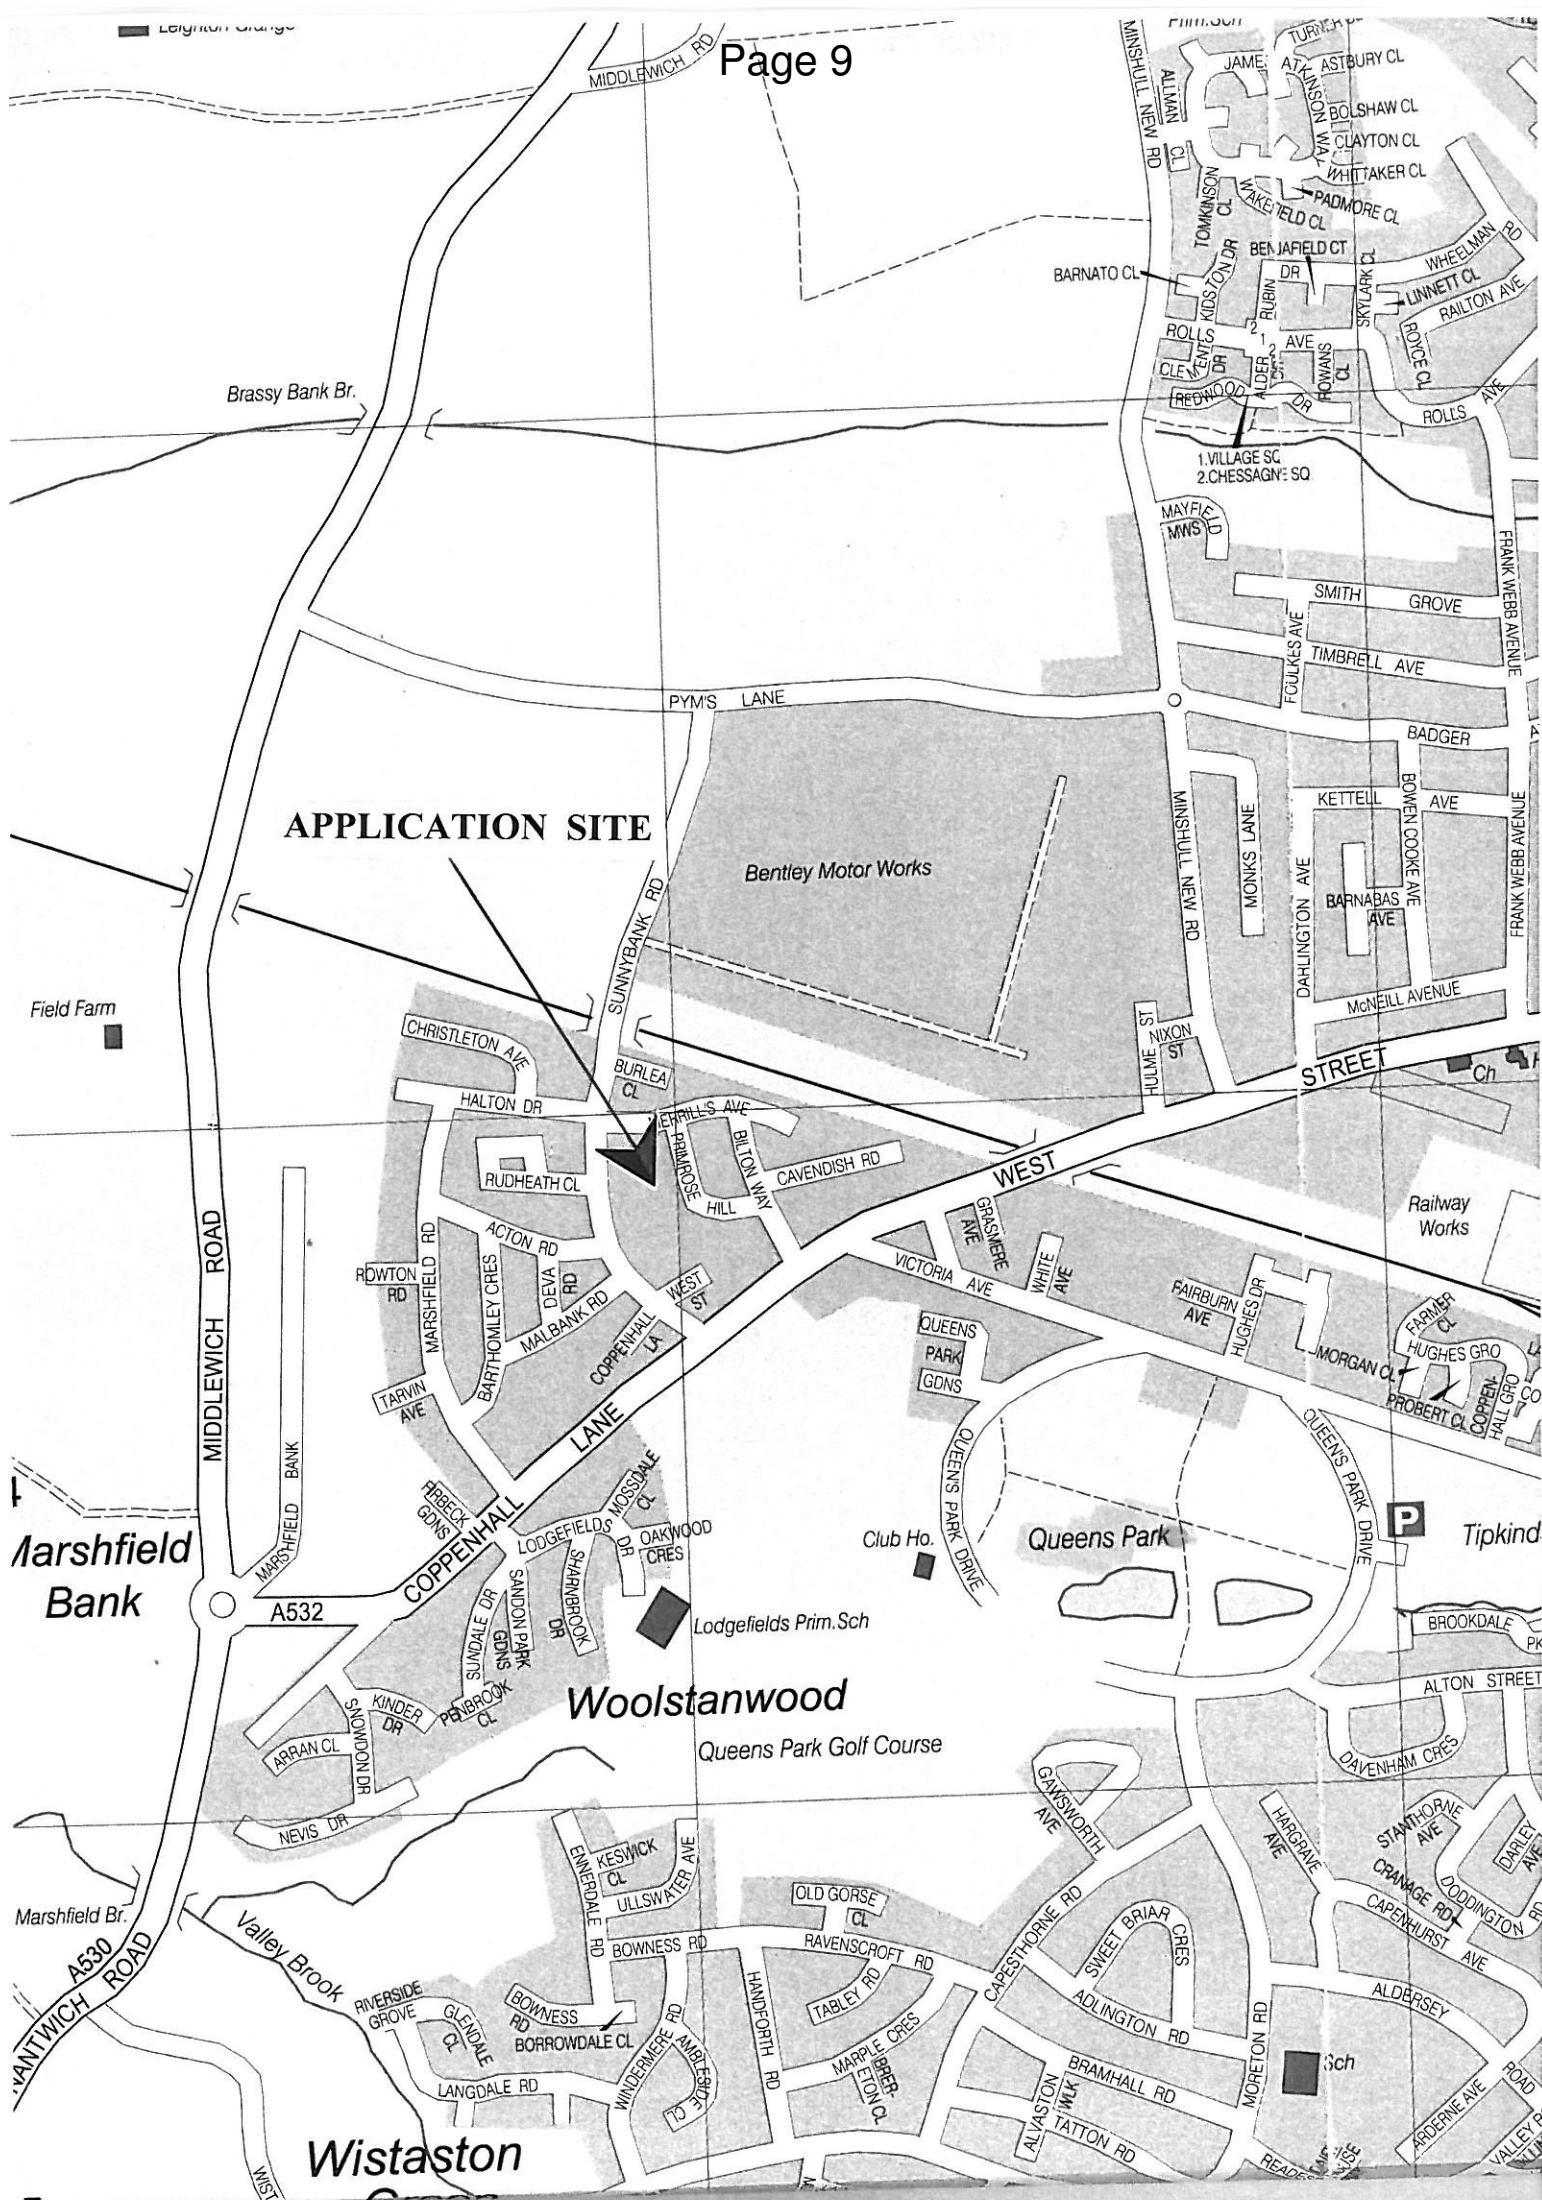 Leighton Grange
MIDDLEWICH RD
Page 9
MINSHULL NEW RD
Prim.Sch
ALLMAN CL
ASTBURY CL
ATKINSON WAY
BOLSHAW CL
CLAYTON CL
WHITTAKER CL
PADMORE CL
WAKEFIELD CL
TOMKINSON CL
KIDSTON DR
BENJAFIELD CT
BARNATO CL
RUBIN DR
SKYLARK CL
WHEELMAN RD
LINNETT CL
RAILTON AVE
ROYCE CL
ROLLS AVE
CLEMENT DR
ALDER
ROWANS CL
REDWOOD DR
ROLLS AVE
1.VILLAGE SQ
2.CHESSAGNE SQ
Brassy Bank Br.
MAYFIELD MWS
SMITH GROVE
FOULKES AVE
TIMBRELL AVE
FRANK WEBB AVENUE
PYM'S LANE
BADGER
KETTELL AVE
BOWEN COOKE AVE
MINSHULL NEW RD
MONKS LANE
DAHLINGTON AVE
BARNABAS AVE
FRANK WEBB AVENUE
McNEILL AVENUE
APPLICATION SITE
Bentley Motor Works
SUNNYBANK RD
Field Farm
CHRISTLETON AVE
HULME ST
NIXON ST
STREET
Ch
BURLEA CL
HALTON DR
PRIMROSE HILL
BILTON WAY
CAVENDISH RD
WEST
RUDHEATH CL
Railway
Works
MIDDLEWICH ROAD
ACTON RD
ROWTON RD
MARSHFIELD RD
BARTHOMLEY CRES
DEVA RD
MALBANK RD
WEST ST
COPPENHALL LA
GRASMERE AVE
WHITE AVE
VICTORIA AVE
FAIRBURN AVE
HUGHES DR
FARMER CL
HUGHES GRO
MORGAN CL
PROBERT CL
COPPEN-
HALL GRO
QUEENS
PARK
GDNS
TARVIN AVE
COPPENHALL LANE
MARSHFIELD BANK
QUEEN'S PARK DRIVE
QUEEN'S PARK DRIVE
P
Tipkind
Marshfield
Bank
A532
GDNS
LODGEFIELDS DR
MOSSDALE CL
OAKWOOD CRES
SHARNBROOK DR
SANDON PARK GDNS
SUNDALE DR
PENBROOK CL
Club Ho.
Queens Park
Lodgefields Prim.Sch
BROOKDALE
PK
ALTON STREET
DAVENHAM CRES
Woolstanwood
Queens Park Golf Course
KINDER DR
SNOWDON DR
ARRAN CL
NEVIS DR
GAWSWORTH AVE
HARGRAVE AVE
STANTHORNE AVE
DARLEY AVE
CRANAGE RD
DODDINGTON RD
CAPENHURST AVE
ENNERDALE RD
KESWICK CL
ULLSWATER AVE
OLD GORSE CL
Marshfield Br.
A530
NANTWICH ROAD
Valley Brook
BOWNESS RD
RAVENSCROFT RD
CAPESTHORNE RD
SWEET BRIAR CRES
ALDERSEY ROAD
RIVERSIDE GROVE
GLENDALE CL
BOWNESS RD
BORROWDALE CL
WINDERMERE RD
AMBLESIDE CL
HANDFORTH RD
TABLEY RD
MARPLE CRES
BRER-
ETON CL
ADLINGTON RD
MORETON RD
Sch
BRAMHALL RD
ALVASTON WLK
TATTON RD
ARDERNE AVE
LANGDALE RD
Wistaston
Green